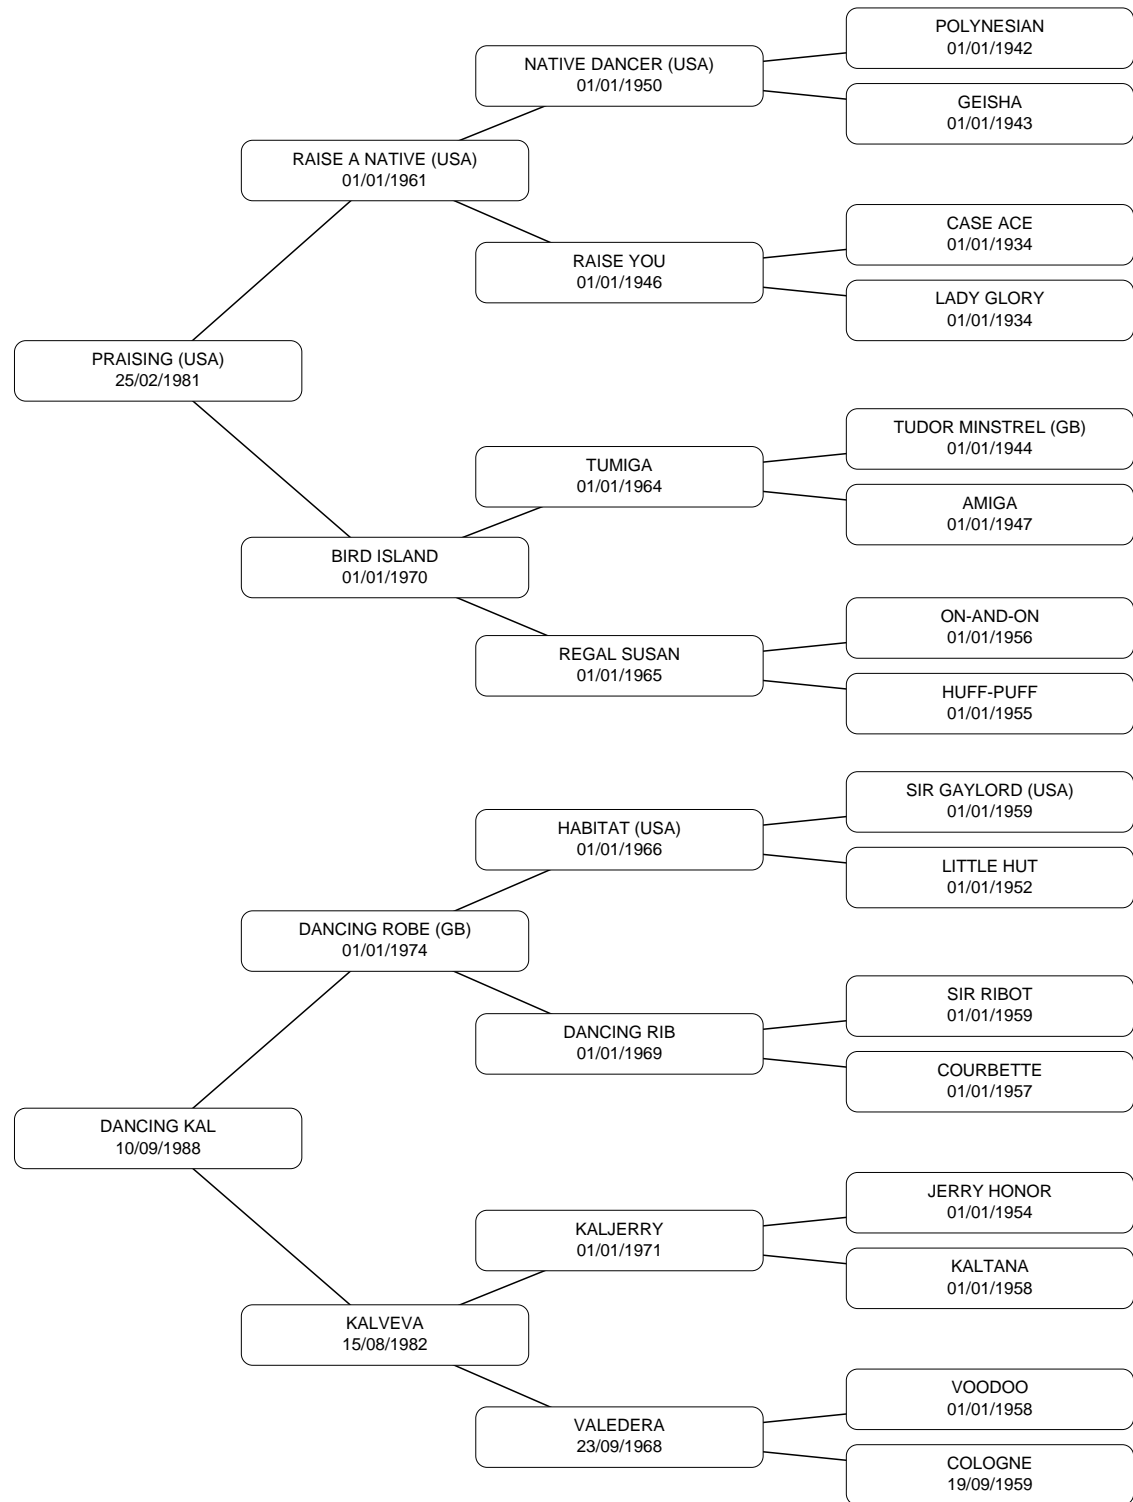 POLYNESIAN
01/01/1942
NATIVE DANCER (USA)
01/01/1950
GEISHA
01/01/1943
RAISE A NATIVE (USA)
01/01/1961
CASE ACE
01/01/1934
RAISE YOU
01/01/1946
LADY GLORY
01/01/1934
PRAISING (USA)
25/02/1981
TUDOR MINSTREL (GB)
01/01/1944
TUMIGA
01/01/1964
AMIGA
01/01/1947
BIRD ISLAND
01/01/1970
ON-AND-ON
01/01/1956
REGAL SUSAN
01/01/1965
HUFF-PUFF
01/01/1955
SIR GAYLORD (USA)
01/01/1959
HABITAT (USA)
01/01/1966
LITTLE HUT
01/01/1952
DANCING ROBE (GB)
01/01/1974
SIR RIBOT
01/01/1959
DANCING RIB
01/01/1969
COURBETTE
01/01/1957
DANCING KAL
10/09/1988
JERRY HONOR
01/01/1954
KALJERRY
01/01/1971
KALTANA
01/01/1958
KALVEVA
15/08/1982
VOODOO
01/01/1958
VALEDERA
23/09/1968
COLOGNE
19/09/1959